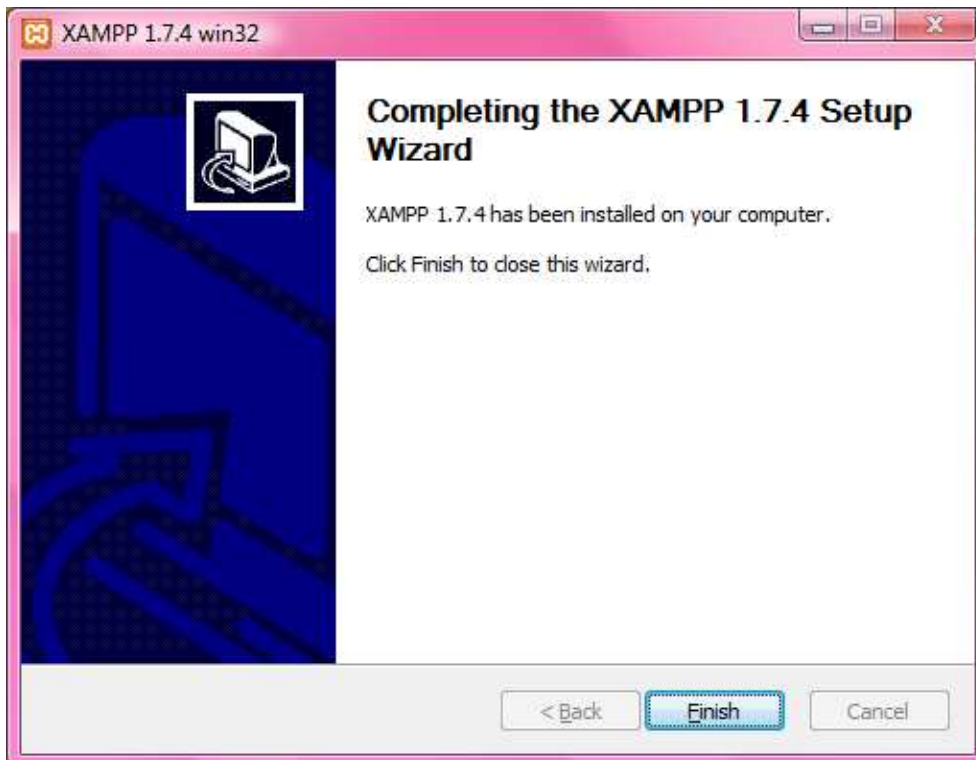 XAMPP 1.7.4 win32
Completing the XAMPP 1.7.4 Setup
Wizard
XAMPP 1.7.4 has been installed on your computer.
Click Finish to close this wizard.
< Back
Finish
Cancel